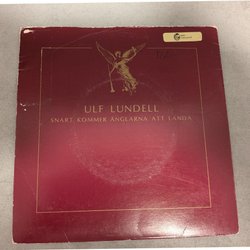 ULF LUNDELL
SNART KOMMER ÄNGLARNA ATT LANDA